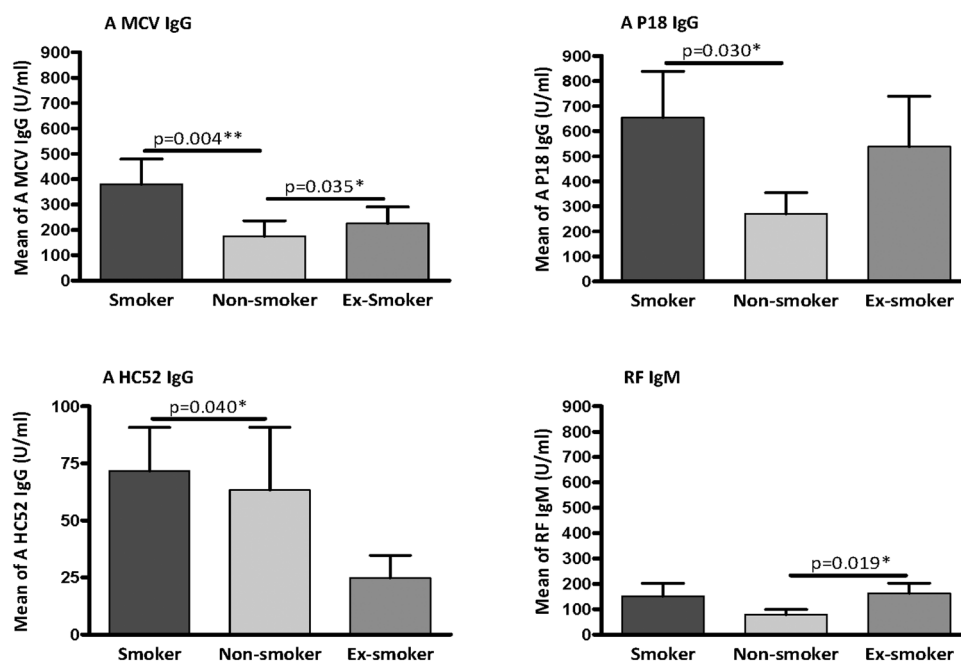 A MCV IgG
Mean of A MCV IgG (U/ml)
900
800
700
600
500
400
300
200
100
0
p=0.004**
p=0.035*
Smoker Non-smoker Ex-Smoker
A P18 IgG
Mean of A P18 IgG (U/ml)
900
800
700
600
500
400
300
200
100
0
p=0.030*
Smoker Non-smoker Ex-smoker
A HC52 IgG
Mean of A HC52 IgG (U/ml)
100
75
50
25
0
p=0.040*
Smoker Non-smoker Ex-smoker
RF IgM
Mean of RF IgM (U/ml)
900
800
700
600
500
400
300
200
100
0
p=0.019*
Smoker Non-smoker Ex-smoker